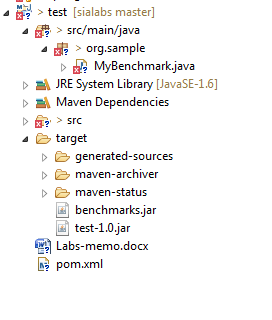 > test [sialabs master]
> src/main/java
> org.sample
> MyBenchmark.java
JRE System Library [JavaSE-1.6]
Maven Dependencies
> src
target
generated-sources
maven-archiver
maven-status
benchmarks.jar
test-1.0.jar
Labs-memo.docx
pom.xml